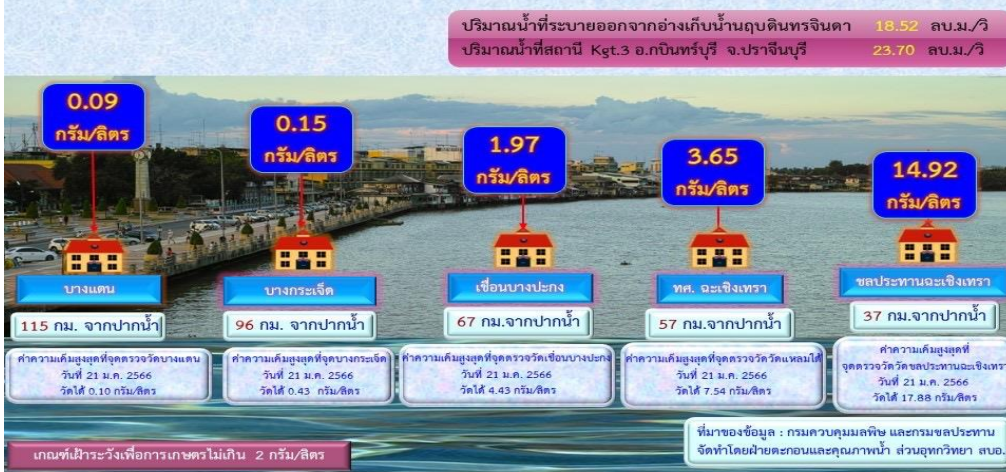 ปริมาณน้ำที่ระบายออกจากอ่างเก็บน้ำนฤบดินทรจินดา 18.52 ลบ.ม./วิ
ปริมาณน้ำที่สถานี Kgt.3 อ.กบินทร์บุรี จ.ปราจีนบุรี 23.70 ลบ.ม./วิ
0.09
กรัม/ลิตร
0.15
กรัม/ลิตร
1.97
กรัม/ลิตร
3.65
กรัม/ลิตร
14.92
กรัม/ลิตร
บางแตน
บางกระเจ็ด
เขื่อนบางปะกง
ทศ. ฉะเชิงเทรา
ชลประทานฉะเชิงเทรา
115 กม. จากปากน้ำ
96 กม. จากปากน้ำ
67 กม.จากปากน้ำ
57 กม.จากปากน้ำ
37 กม.จากปากน้ำ
ค่าความเค็มสูงสุดที่จุดตรวจวัดบางแตน
วันที่ 21 ม.ค. 2566
วัดได้ 0.10 กรัม/ลิตร
ค่าความเค็มสูงสุดที่จุดบางกระเจ็ด
วันที่ 21 ม.ค. 2566
วัดได้ 0.43 กรัม/ลิตร
ค่าความเค็มสูงสุดที่จุดตรวจวัดเขื่อนบางปะกง
วันที่ 21 ม.ค. 2566
วัดได้ 4.43 กรัม/ลิตร
ค่าความเค็มสูงสุดที่จุดตรวจวัดวัดแหลมใต้
วันที่ 21 ม.ค. 2566
วัดได้ 7.54 กรัม/ลิตร
ค่าความเค็มสูงสุดที่
จุดตรวจวัดวัดชลประทานฉะเชิงเทรา
วันที่ 21 ม.ค. 2566
วัดได้ 17.88 กรัม/ลิตร
เกณฑ์เฝ้าระวังเพื่อการเกษตรไม่เกิน 2 กรัม/ลิตร
ที่มาของข้อมูล : กรมควบคุมมลพิษ และกรมชลประทาน
จัดทำโดยฝ่ายตะกอนและคุณภาพน้ำ ส่วนอุทกวิทยา สบอ.